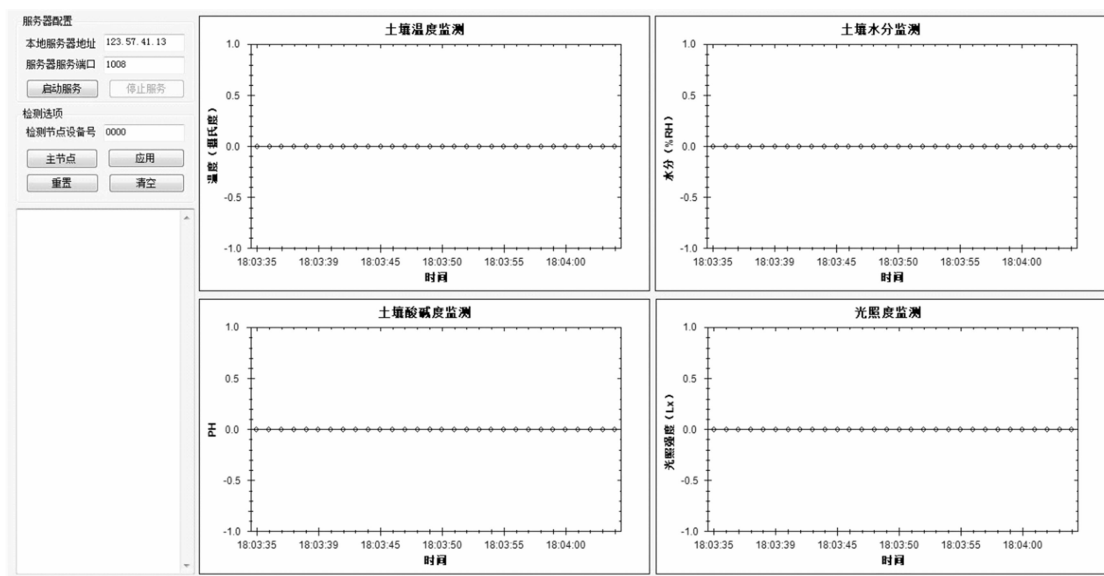 服务器配置
本地服务器地址 123.57.41.13
服务器服务端口 1008
启动服务 停止服务
检测选项
检测节点设备号 0000
主节点 应用
重置 清空
土壤温度监测
1.0
0.5
0.0
-0.5
-1.0
温度（摄氏度）
18:03:35 18:03:39 18:03:45 18:03:50 18:03:55 18:04:00
时间
土壤水分监测
1.0
0.5
0.0
-0.5
-1.0
水分（%RH）
18:03:35 18:03:39 18:03:45 18:03:50 18:03:55 18:04:00
时间
土壤酸碱度监测
1.0
0.5
0.0
-0.5
-1.0
PH
18:03:35 18:03:39 18:03:45 18:03:50 18:03:55 18:04:00
时间
光照度监测
1.0
0.5
0.0
-0.5
-1.0
光照强度（Lx）
18:03:35 18:03:39 18:03:45 18:03:50 18:03:55 18:04:00
时间